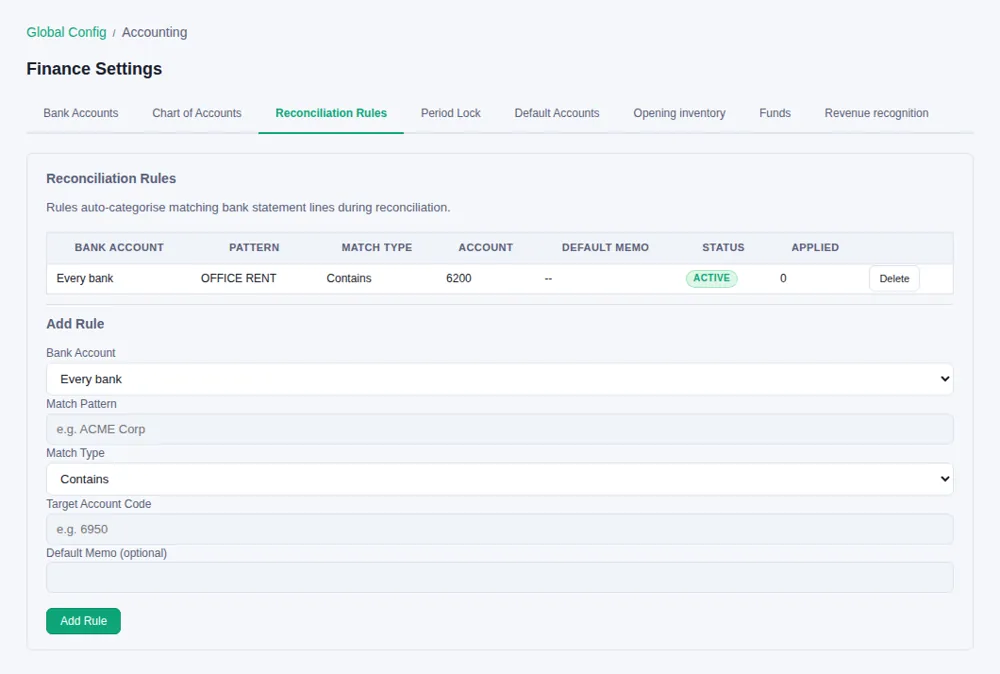 Global Config / Accounting
Finance Settings
Bank Accounts Chart of Accounts Reconciliation Rules Period Lock Default Accounts Opening inventory Funds Revenue recognition
Reconciliation Rules
Rules auto-categorise matching bank statement lines during reconciliation.
BANK ACCOUNT PATTERN MATCH TYPE ACCOUNT DEFAULT MEMO STATUS APPLIED
Every bank OFFICE RENT Contains 6200 -- ACTIVE 0 Delete
Add Rule
Bank Account
Every bank
Match Pattern
e.g. ACME Corp
Match Type
Contains
Target Account Code
e.g. 6950
Default Memo (optional)
Add Rule